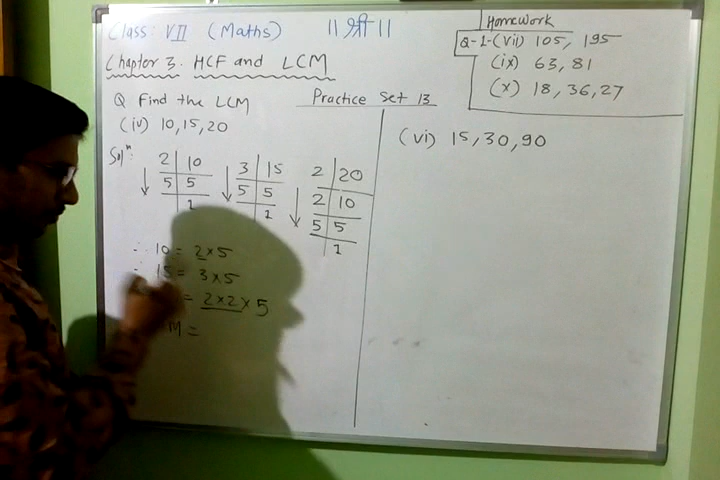 Class: VII (Maths) || श्री ||
Chapter 3. HCF and LCM
Q Find the LCM Practice Set 13
(iv) 10, 15, 20
Solⁿ:
2 | 10
5 | 5
1
3 | 15
5 | 5
1
2 | 20
2 | 10
5 | 5
1
∴ 10 = 2 × 5
∴ 15 = 3 × 5
= 2 × 2 × 5
M =
(vi) 15, 30, 90
Homework
Q-1-(vii) 105, 195
(ix) 63, 81
(x) 18, 36, 27